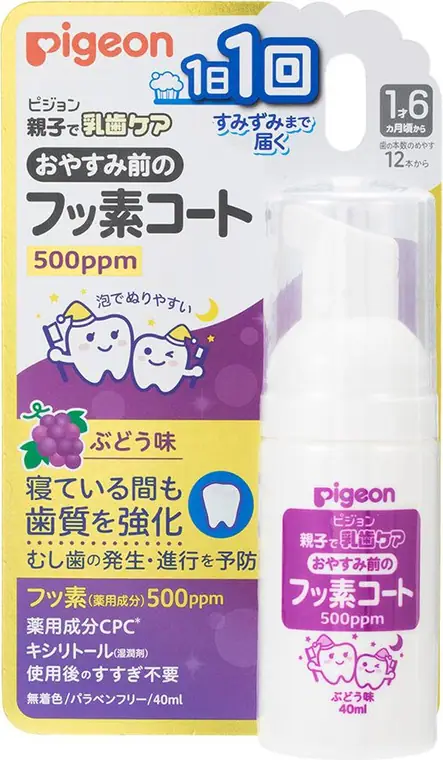 pigeon
1日1回
すみずみまで
届く
1才6
ヵ月頃から
歯の本数のめやす
12本から
ピジョン
親子で乳歯ケア
おやすみ前の
フッ素コート
500ppm
泡でぬりやすい
ぶどう味
寝ている間も
歯質を強化
むし歯の発生・進行を予防
フッ素(薬用成分)500ppm
薬用成分CPC*
キシリトール(湿潤剤)
使用後のすすぎ不要
無着色/パラベンフリー/40ml
pigeon
ピジョン
親子で乳歯ケア
おやすみ前の
フッ素コート
500ppm
ぶどう味
40ml